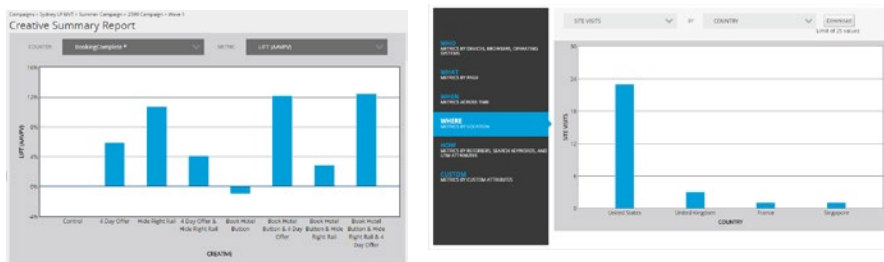 Campaigns > Sydney LP MVT > Summer Campaign > 2399 Campaign > Wave 1
Creative Summary Report
COUNTER
BookingComplete *
METRIC
LIFT (AAVPV)
16%
12%
8%
4%
0%
-4%
LIFT (AAVPV)
Control
4 Day Offer
Hide Right Rail
4 Day Offer &
Hide Right Rail
Book Hotel
Button
Book Hotel
Button & 4 Day
Offer
Book Hotel
Button & Hide
Right Rail
Book Hotel
Button & Hide
Right Rail & 4
Day Offer
CREATIVE
WHO
METRICS BY DEVICES, BROWSERS, OPERATING
SYSTEMS
WHAT
METRICS BY PAGE
WHEN
METRICS ACROSS TIME
WHERE
METRICS BY LOCATION
HOW
METRICS BY REFERRERS, SEARCH KEYWORDS, AND
UTM ATTRIBUTES
CUSTOM
METRICS BY CUSTOM ATTRIBUTES
SITE VISITS
BY
COUNTRY
Download
(Limit of 25 values)
30
24
18
12
6
0
SITE VISITS
United States
United Kingdom
France
Singapore
COUNTRY